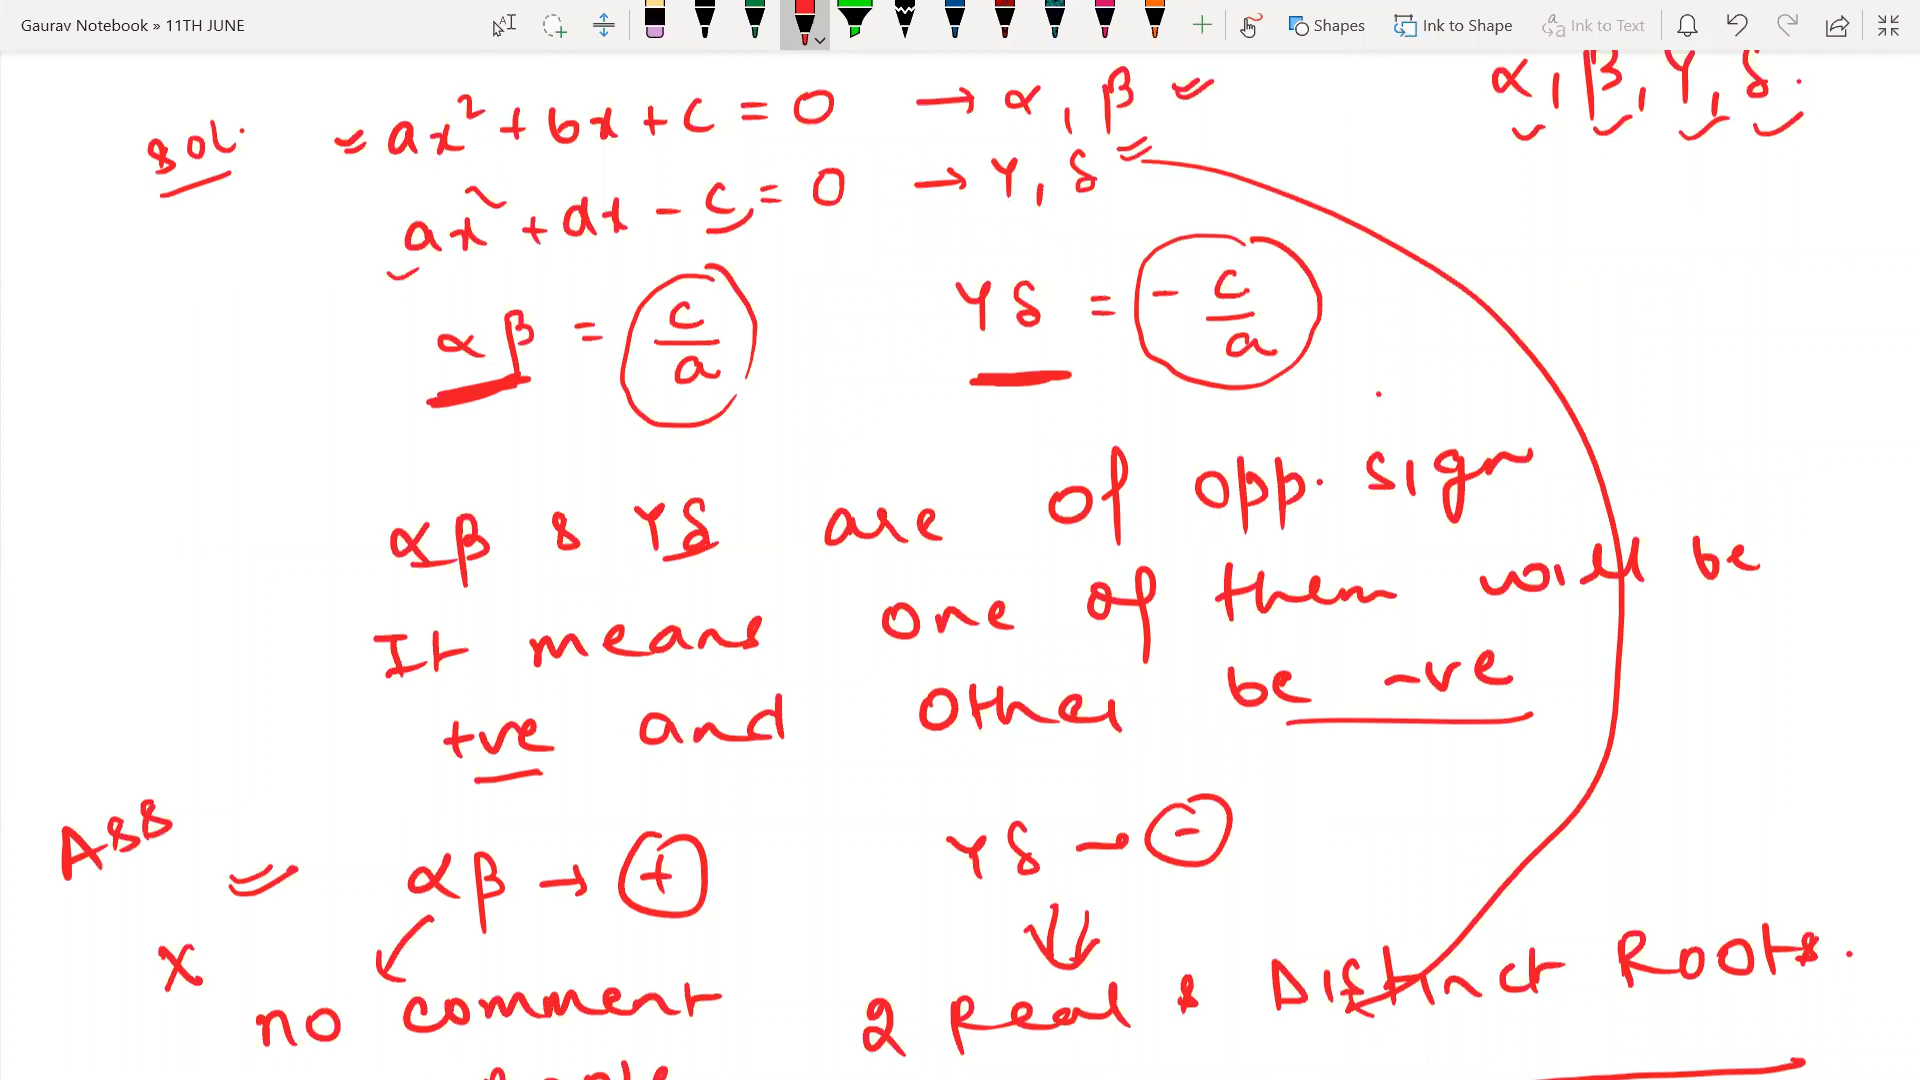 Gaurav Notebook » 11TH JUNE
Shapes
Ink to Shape
Ink to Text
α, β, γ, δ.
Sol. ax² + bx + c = 0 → α, β
ax² + dx - c = 0 → γ, δ
αβ = c/a γδ = -c/a
αβ & γδ are of opp. sign
It means one of them will be
+ve and other be -ve
Ass αβ → + γδ → -
X
no comment 2 Real & Distinct Roots.